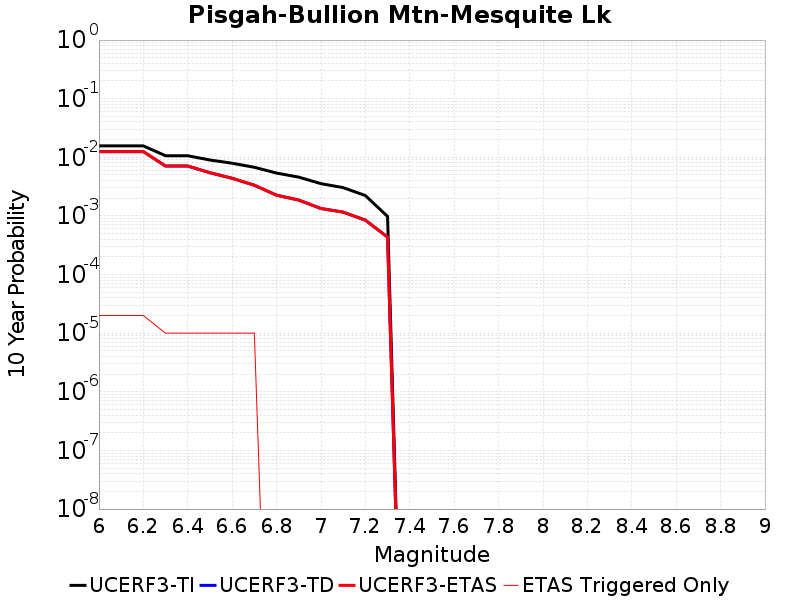 Pisgah-Bullion Mtn-Mesquite Lk
10^0
10^-1
10^-2
10^-3
10^-4
10^-5
10^-6
10^-7
10^-8
10 Year Probability
6 6.2 6.4 6.6 6.8 7 7.2 7.4 7.6 7.8 8 8.2 8.4 8.6 8.8 9
Magnitude
UCERF3-TI UCERF3-TD UCERF3-ETAS ETAS Triggered Only